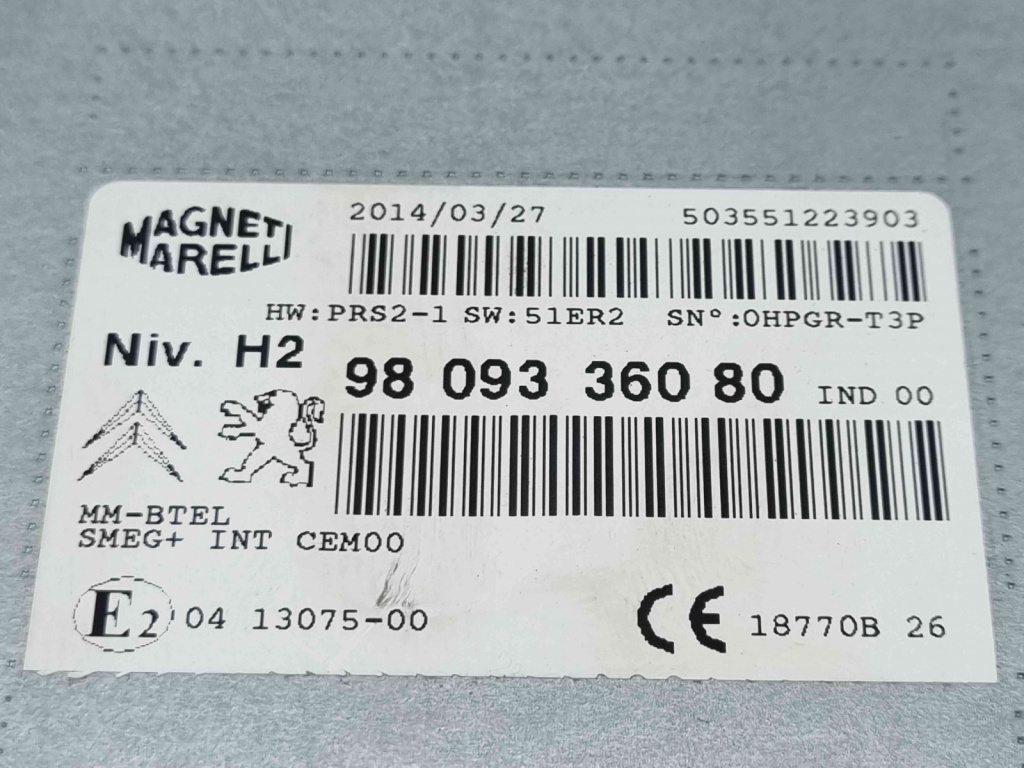 MAGNETI
MARELLI
2014/03/27 503551223903
HW:PRS2-1 SW:51ER2 SN°:0HPGR-T3P
Niv. H2 98 093 360 80 IND 00
MM-BTEL
SMEG+ INT CEM00
E2 04 13075-00 CE 18770B 26